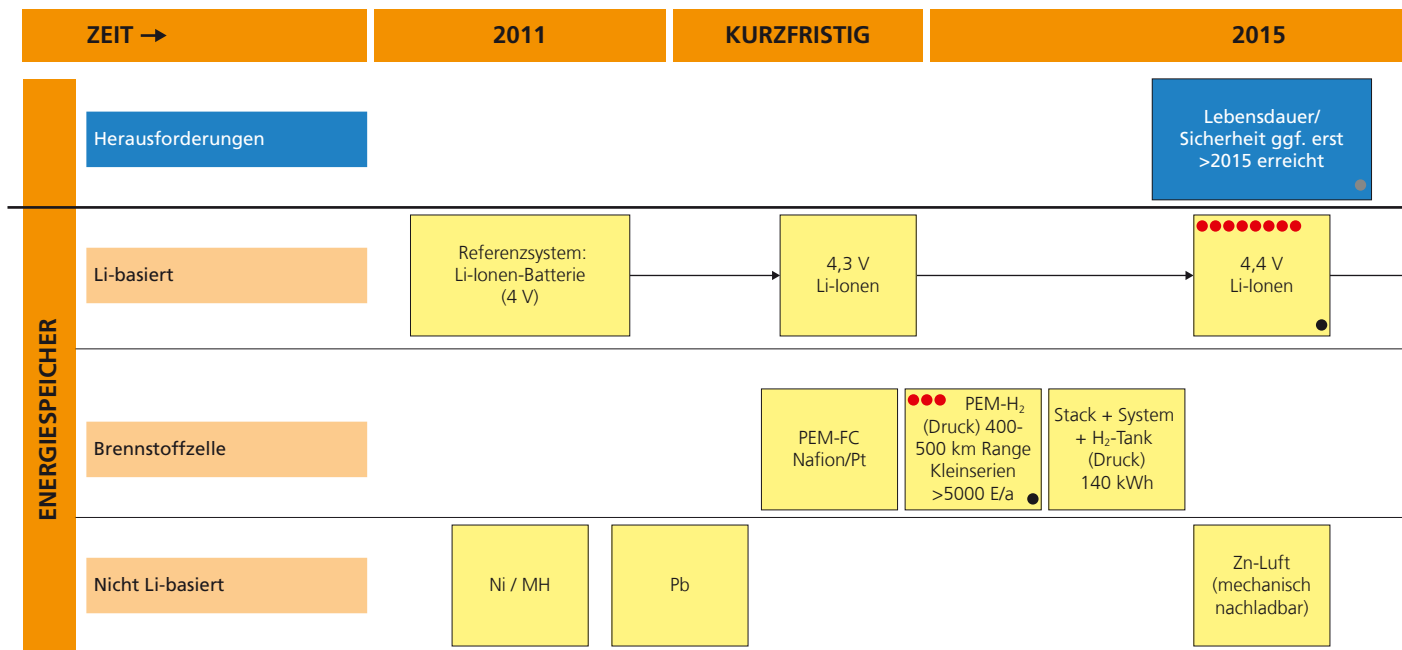 ZEIT → 2011 KURZFRISTIG 2015
ENERGIESPEICHER
Herausforderungen
Lebensdauer/
Sicherheit ggf. erst
>2015 erreicht
Li-basiert
Referenzsystem:
Li-Ionen-Batterie
(4 V)
4,3 V
Li-Ionen
4,4 V
Li-Ionen
Brennstoffzelle
PEM-FC
Nafion/Pt
PEM-H₂
(Druck) 400-
500 km Range
Kleinserien
>5000 E/a
Stack + System
+ H₂-Tank
(Druck)
140 kWh
Nicht Li-basiert
Ni / MH
Pb
Zn-Luft
(mechanisch
nachladbar)